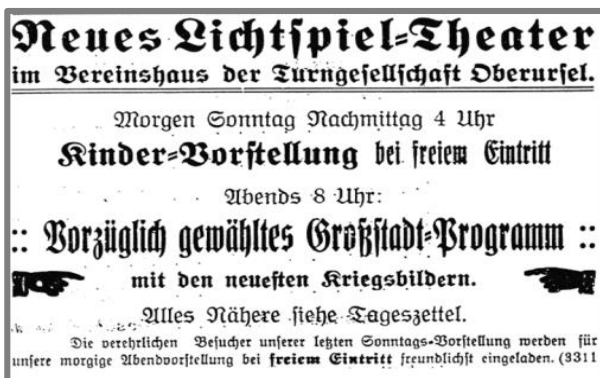 Neues Lichtspiel-Theater
im Vereinshaus der Turngesellschaft Oberursel.
Morgen Sonntag Nachmittag 4 Uhr
Kinder-Vorstellung bei freiem Eintritt
Abends 8 Uhr:
:: Vorzüglich gewähltes Großstadt-Programm ::
mit den neuesten Kriegsbildern.
Alles Nähere siehe Tageszettel.
Die verehrlichen Besucher unserer letzten Sonntags-Vorstellung werden für
unsere morgige Abendvorstellung bei freiem Eintritt freundlichst eingeladen. (3311